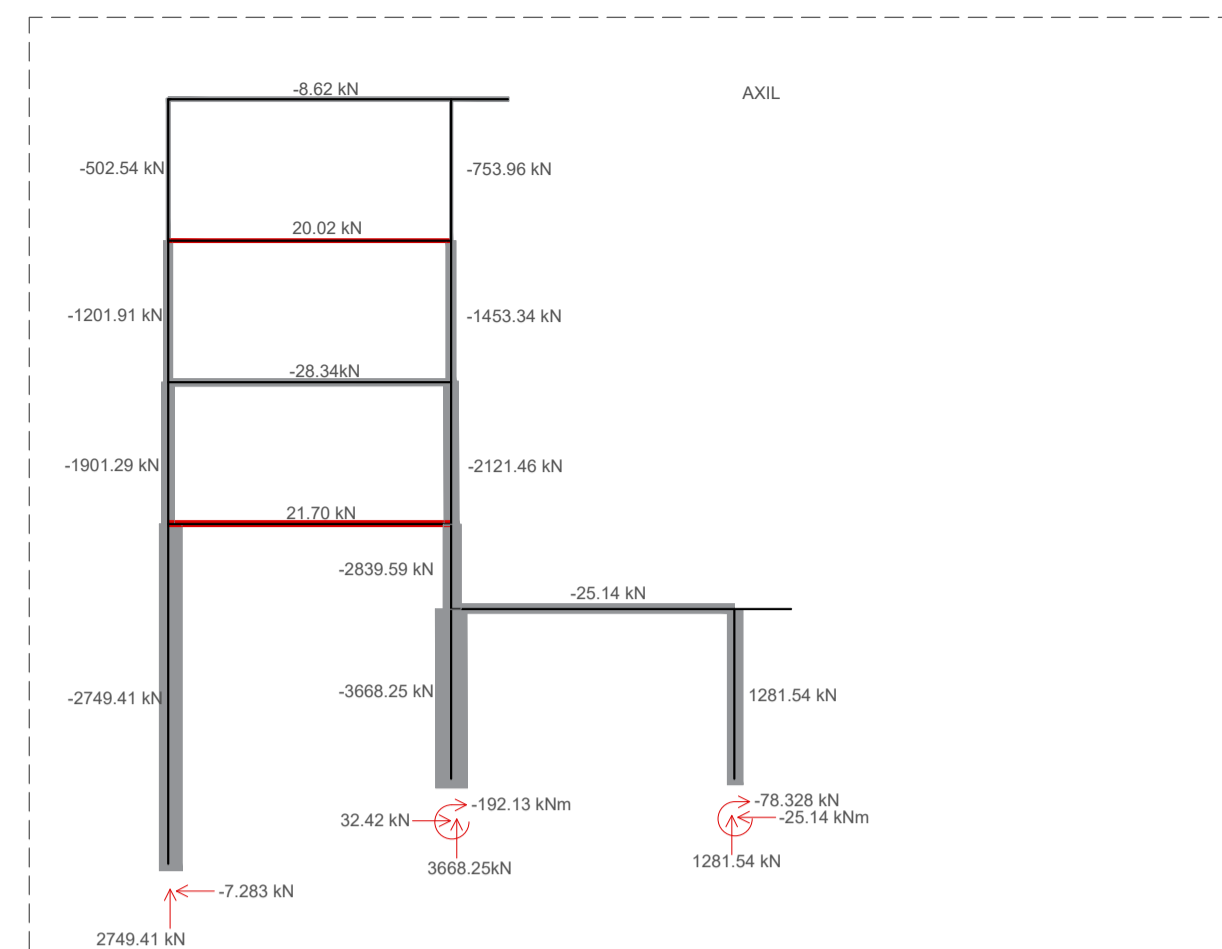 -8.62 kN
AXIL
-502.54 kN
-753.96 kN
20.02 kN
-1201.91 kN
-1453.34 kN
-28.34kN
-1901.29 kN
-2121.46 kN
21.70 kN
-2839.59 kN
-25.14 kN
-2749.41 kN
-3668.25 kN
1281.54 kN
-192.13 kNm
-78.328 kN
32.42 kN
-25.14 kNm
3668.25kN
1281.54 kN
-7.283 kN
2749.41 kN